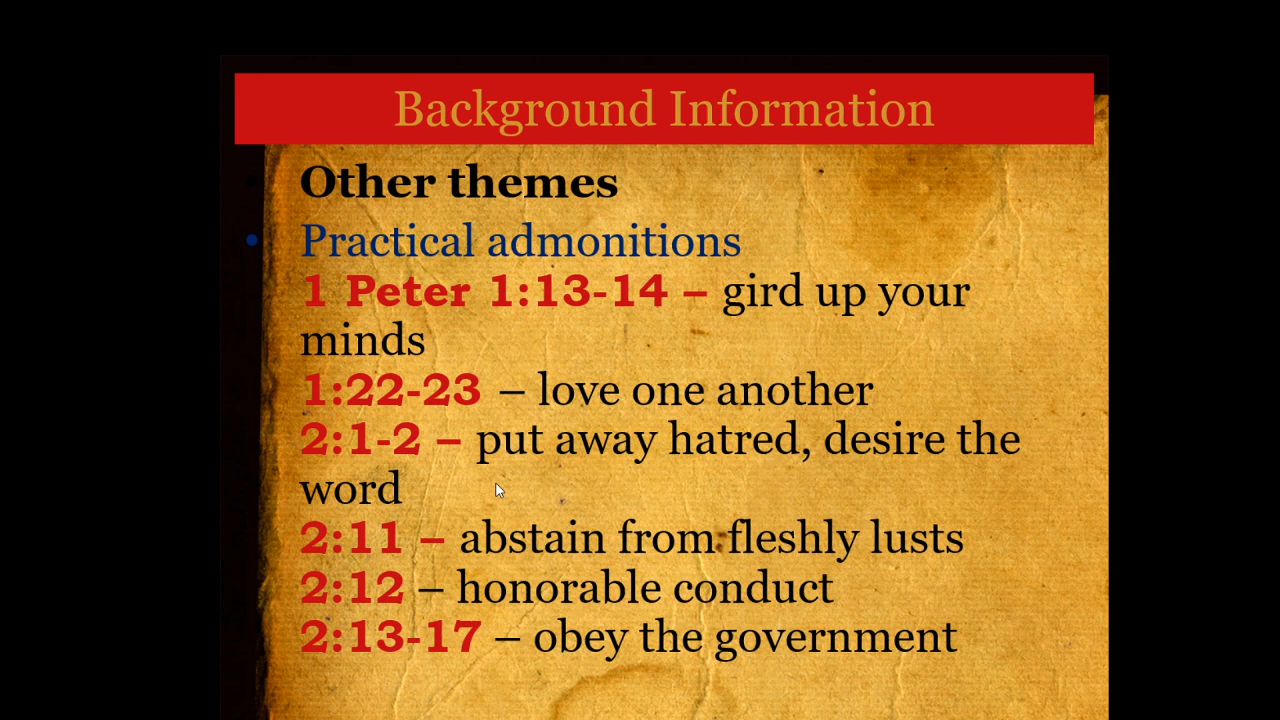 Background Information
Other themes
• Practical admonitions
1 Peter 1:13-14 – gird up your
minds
1:22-23 – love one another
2:1-2 – put away hatred, desire the
word
2:11 – abstain from fleshly lusts
2:12 – honorable conduct
2:13-17 – obey the government